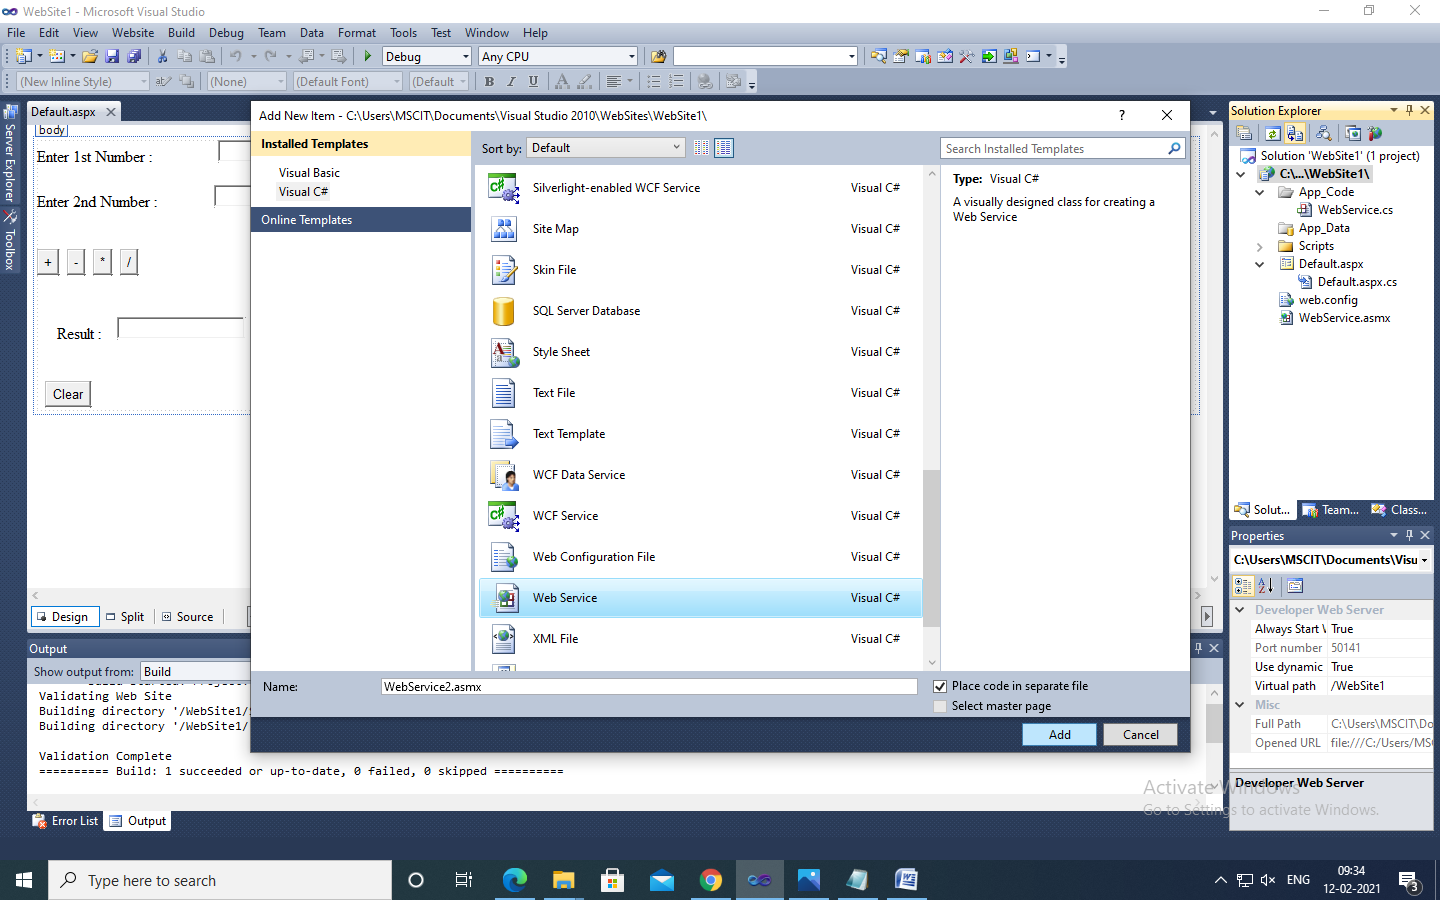 WebSite1 - Microsoft Visual Studio
File Edit View Website Build Debug Team Data Format Tools Test Window Help
Debug Any CPU
(New Inline Style) (None) (Default Font) (Default B I U A
Server Explorer
Toolbox
Default.aspx
body
Enter 1st Number :
Enter 2nd Number :
+ - * /
Result :
Clear
Design Split Source
Add New Item - C:\Users\MSCIT\Documents\Visual Studio 2010\WebSites\WebSite1\
Installed Templates
Visual Basic
Visual C#
Online Templates
Sort by: Default
Search Installed Templates
Silverlight-enabled WCF Service Visual C#
Site Map Visual C#
Skin File Visual C#
SQL Server Database Visual C#
Style Sheet Visual C#
Text File Visual C#
Text Template Visual C#
WCF Data Service Visual C#
WCF Service Visual C#
Web Configuration File Visual C#
Web Service Visual C#
XML File Visual C#
Type: Visual C#
A visually designed class for creating a
Web Service
Name: WebService2.asmx
Place code in separate file
Select master page
Add Cancel
Solution Explorer
Solution 'WebSite1' (1 project)
C:\...\WebSite1\
App_Code
WebService.cs
App_Data
Scripts
Default.aspx
Default.aspx.cs
web.config
WebService.asmx
Solut... Team... Class...
Properties
C:\Users\MSCIT\Documents\Visu
Developer Web Server
Always Start V True
Port number 50141
Use dynamic True
Virtual path /WebSite1
Misc
Full Path C:\Users\MSCIT\Do
Opened URL file:///C:/Users/MS
Developer Web Server
Output
Show output from: Build
Validating Web Site
Building directory '/WebSite1/
Building directory '/WebSite1/
Validation Complete
========== Build: 1 succeeded or up-to-date, 0 failed, 0 skipped ==========
Error List Output
Activate Windows
Go to Settings to activate Windows.
Type here to search
ENG
09:34
12-02-2021
3